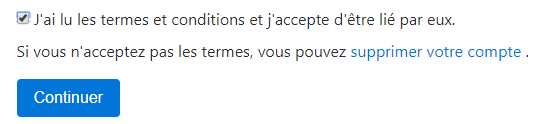 J'ai lu les termes et conditions et j'accepte d'être lié par eux.
Si vous n'acceptez pas les termes, vous pouvez supprimer votre compte .
Continuer